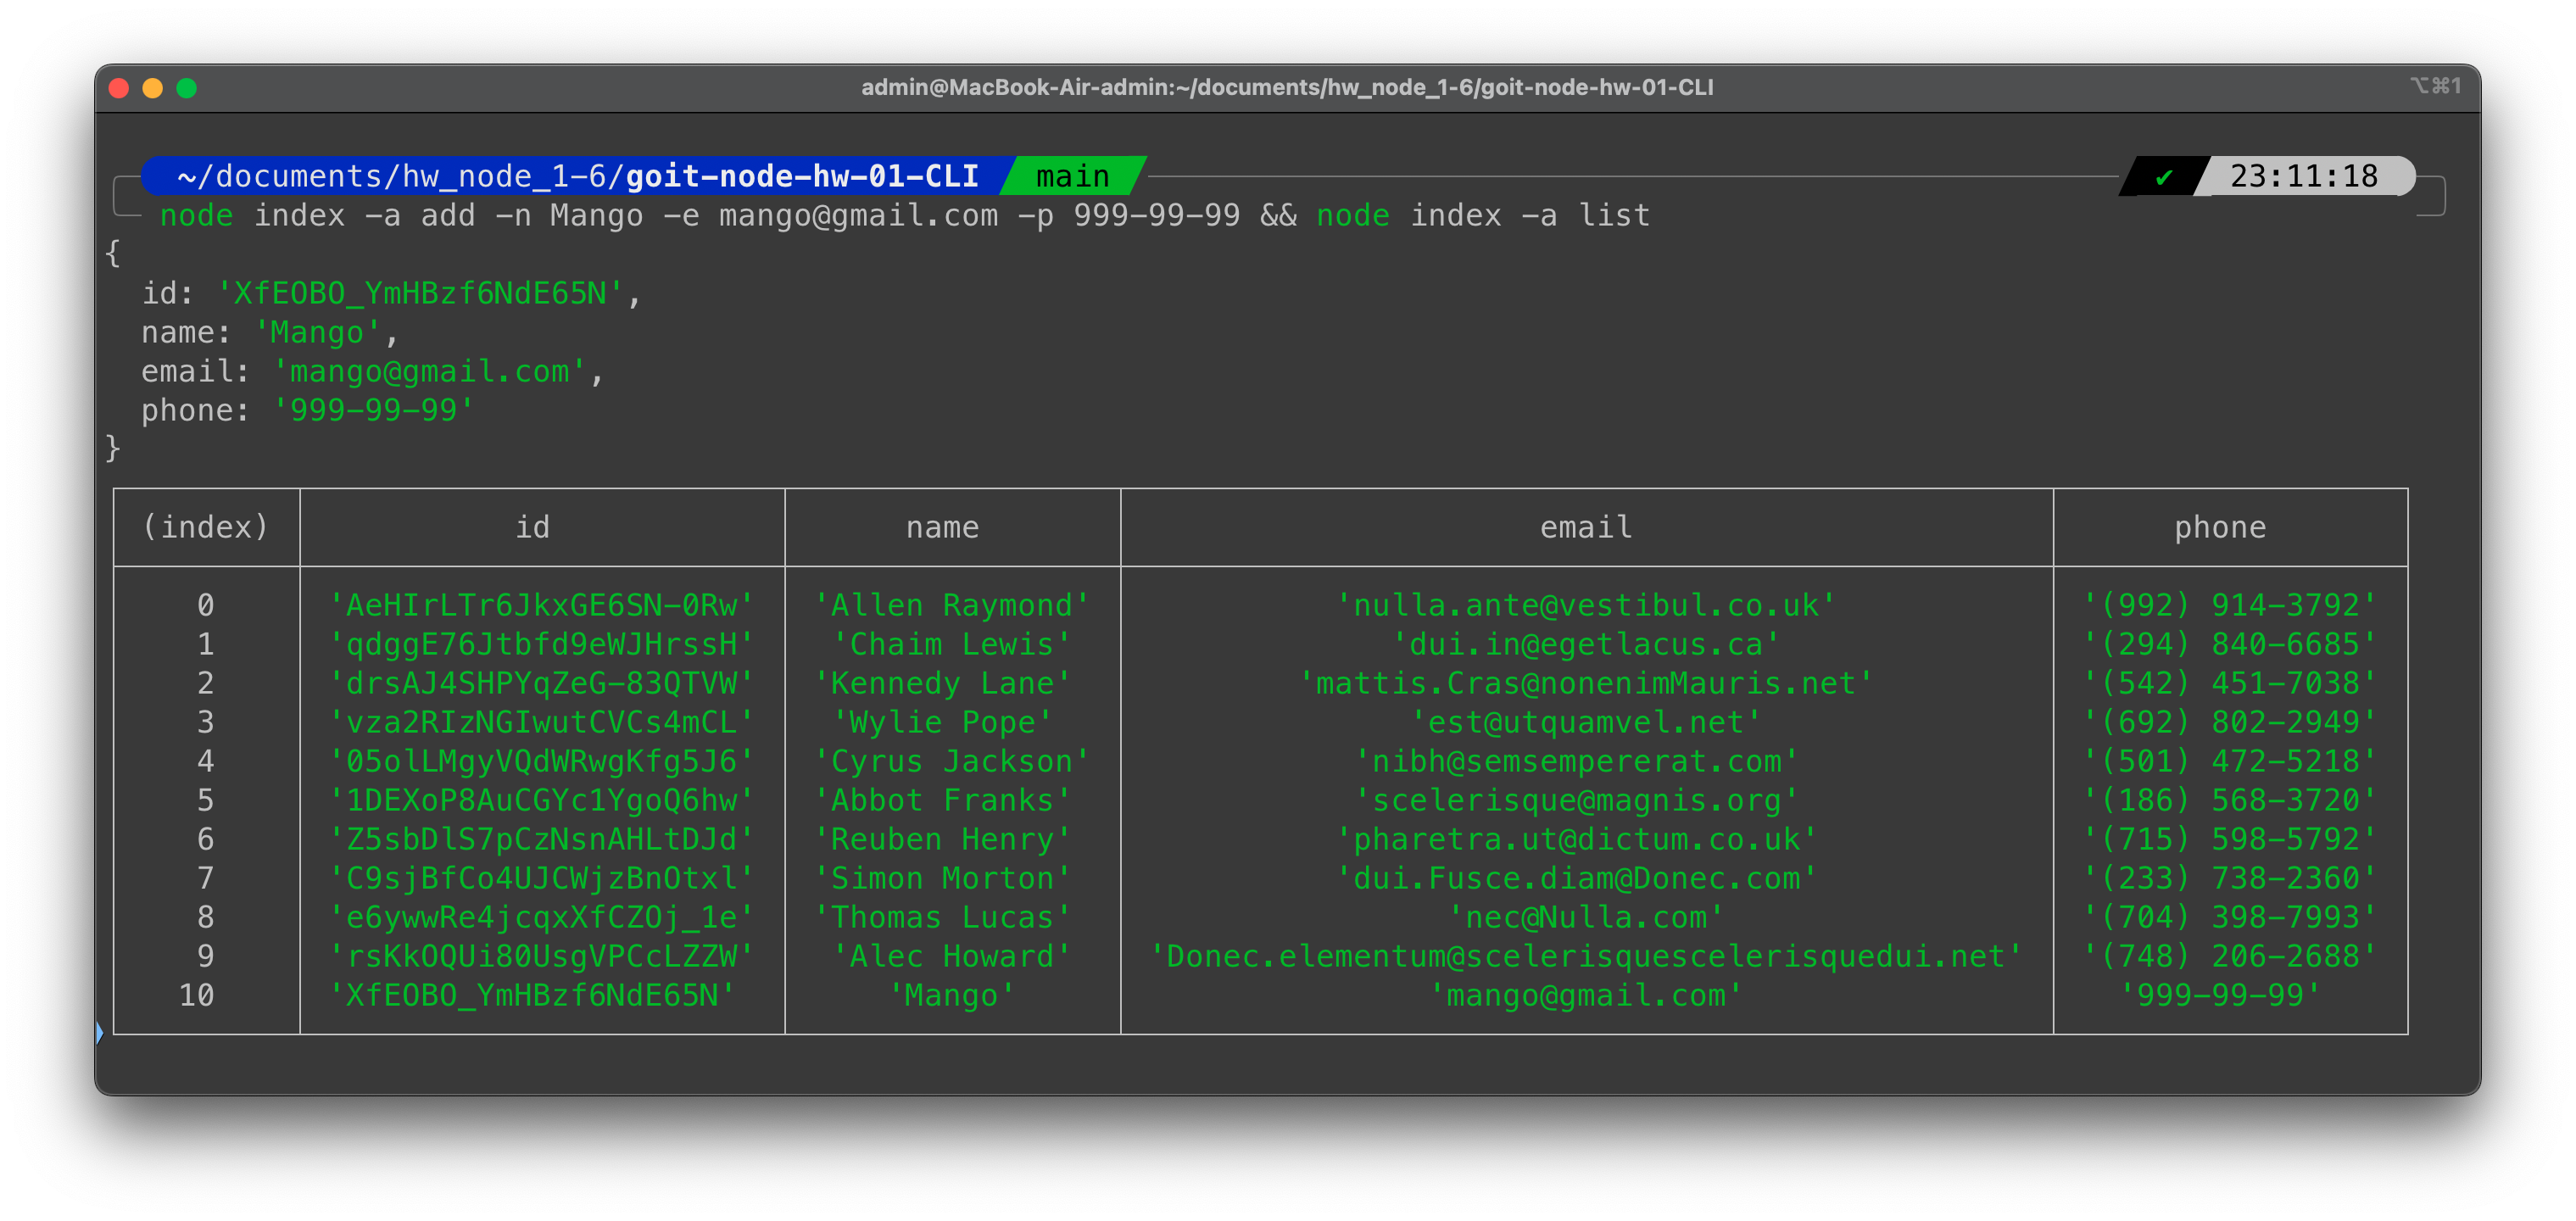 admin@MacBook-Air-admin:~/documents/hw_node_1-6/goit-node-hw-01-CLI ⌥⌘1
~/documents/hw_node_1-6/goit-node-hw-01-CLI main ✔ 23:11:18
node index -a add -n Mango -e mango@gmail.com -p 999-99-99 && node index -a list
{
id: 'XfEOBO_YmHBzf6NdE65N',
name: 'Mango',
email: 'mango@gmail.com',
phone: '999-99-99'
}
(index) id name email phone
0 'AeHIrLTr6JkxGE6SN-0Rw' 'Allen Raymond' 'nulla.ante@vestibul.co.uk' '(992) 914-3792'
1 'qdggE76Jtbfd9eWJHrssH' 'Chaim Lewis' 'dui.in@egetlacus.ca' '(294) 840-6685'
2 'drsAJ4SHPYqZeG-83QTVW' 'Kennedy Lane' 'mattis.Cras@nonenimMauris.net' '(542) 451-7038'
3 'vza2RIzNGIwutCVCs4mCL' 'Wylie Pope' 'est@utquamvel.net' '(692) 802-2949'
4 '05olLMgyVQdWRwgKfg5J6' 'Cyrus Jackson' 'nibh@semsempererat.com' '(501) 472-5218'
5 '1DEXoP8AuCGYc1YgoQ6hw' 'Abbot Franks' 'scelerisque@magnis.org' '(186) 568-3720'
6 'Z5sbDlS7pCzNsnAHLtDJd' 'Reuben Henry' 'pharetra.ut@dictum.co.uk' '(715) 598-5792'
7 'C9sjBfCo4UJCWjzBnOtxl' 'Simon Morton' 'dui.Fusce.diam@Donec.com' '(233) 738-2360'
8 'e6ywwRe4jcqxXfCZOj_1e' 'Thomas Lucas' 'nec@Nulla.com' '(704) 398-7993'
9 'rsKkOQUi80UsgVPCcLZZW' 'Alec Howard' 'Donec.elementum@scelerisquescelerisquedui.net' '(748) 206-2688'
10 'XfEOBO_YmHBzf6NdE65N' 'Mango' 'mango@gmail.com' '999-99-99'